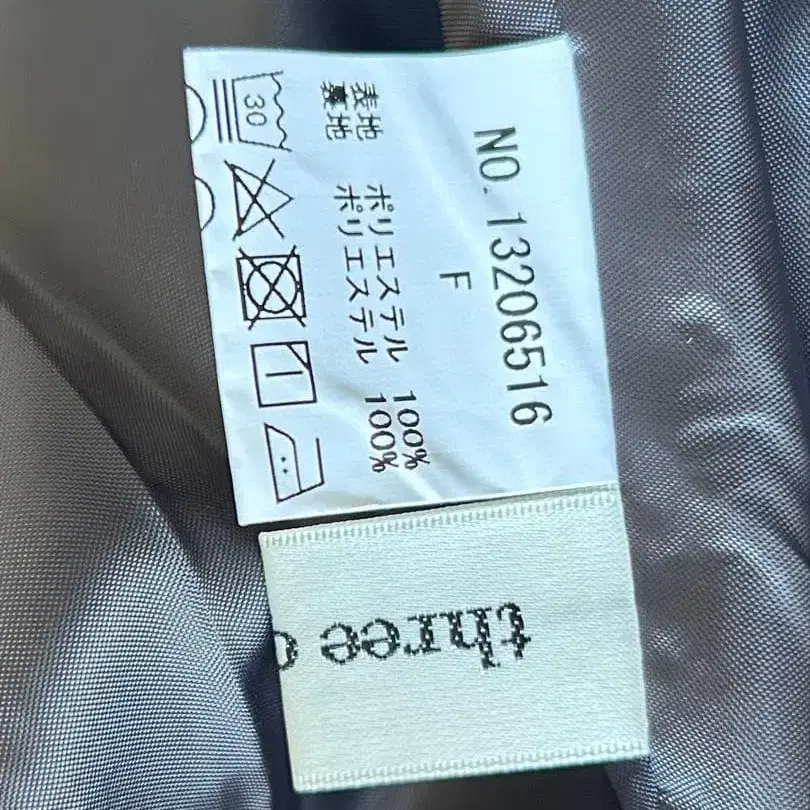 NO. 13206516
F
表地 ポリエステル 100%
裏地 ポリエステル 100%
30
three